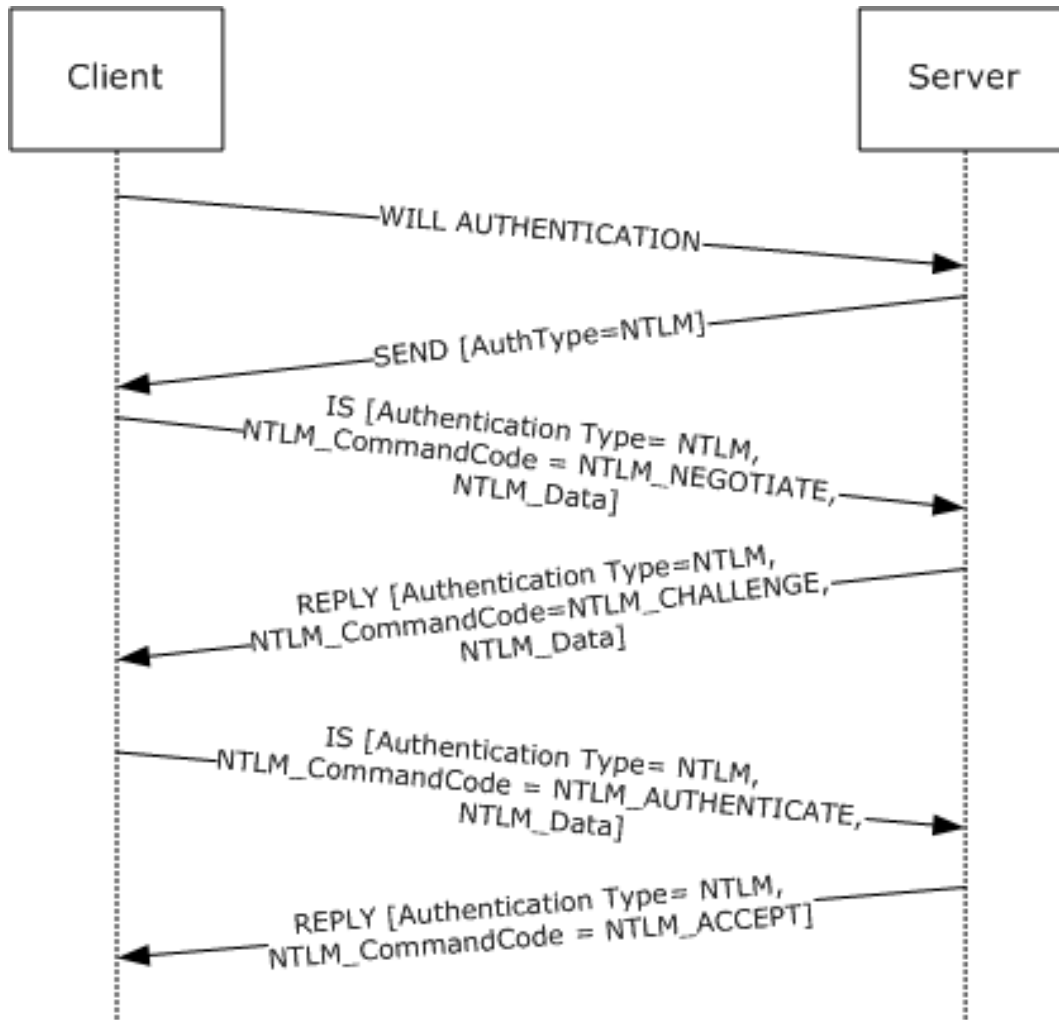 Client
Server
WILL AUTHENTICATION
SEND [AuthType=NTLM]
IS [Authentication Type= NTLM,
NTLM_CommandCode = NTLM_NEGOTIATE,
NTLM_Data]
REPLY [Authentication Type=NTLM,
NTLM_CommandCode=NTLM_CHALLENGE,
NTLM_Data]
IS [Authentication Type= NTLM,
NTLM_CommandCode = NTLM_AUTHENTICATE,
NTLM_Data]
REPLY [Authentication Type= NTLM,
NTLM_CommandCode = NTLM_ACCEPT]